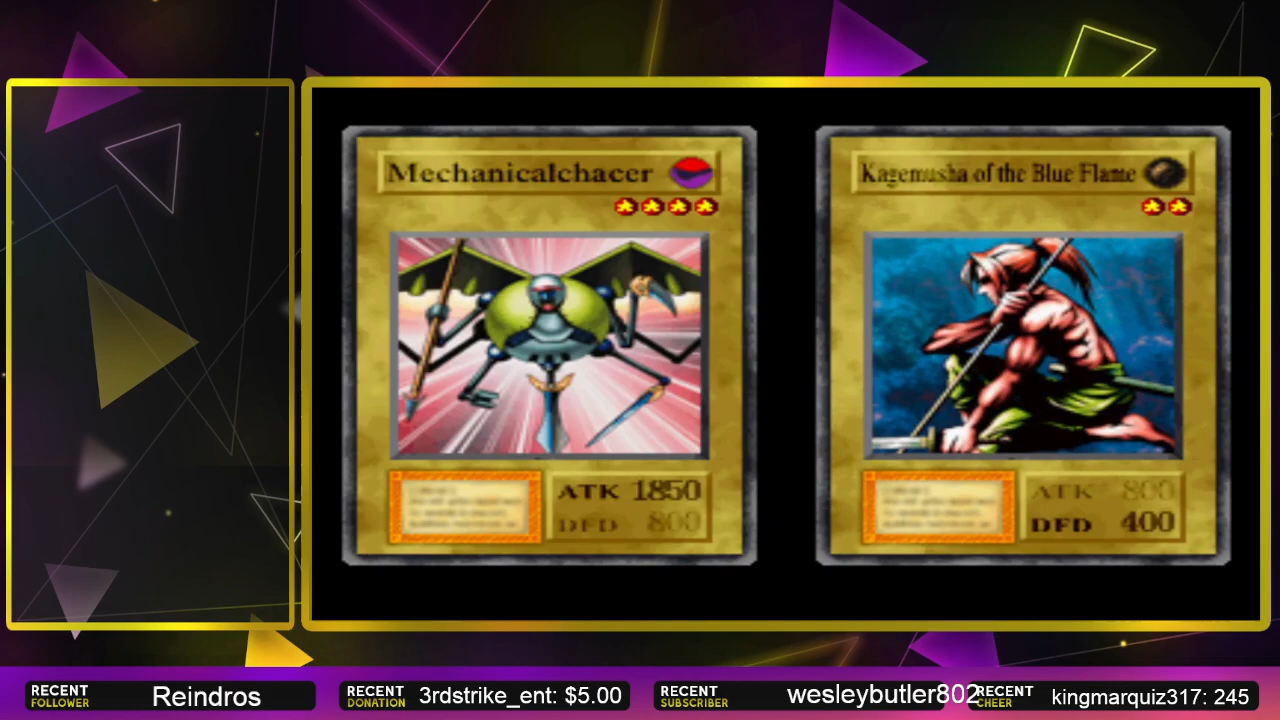 Mechanicalchacer
Kagemusha of the Blue Flame
ATK 1850
DFD 800
ATK 800
DFD 400
RECENT
FOLLOWER
Reindros
RECENT
DONATION
3rdstrike_ent: $5.00
RECENT
SUBSCRIBER
wesleybutler802
RECENT
CHEER
kingmarquiz317: 245